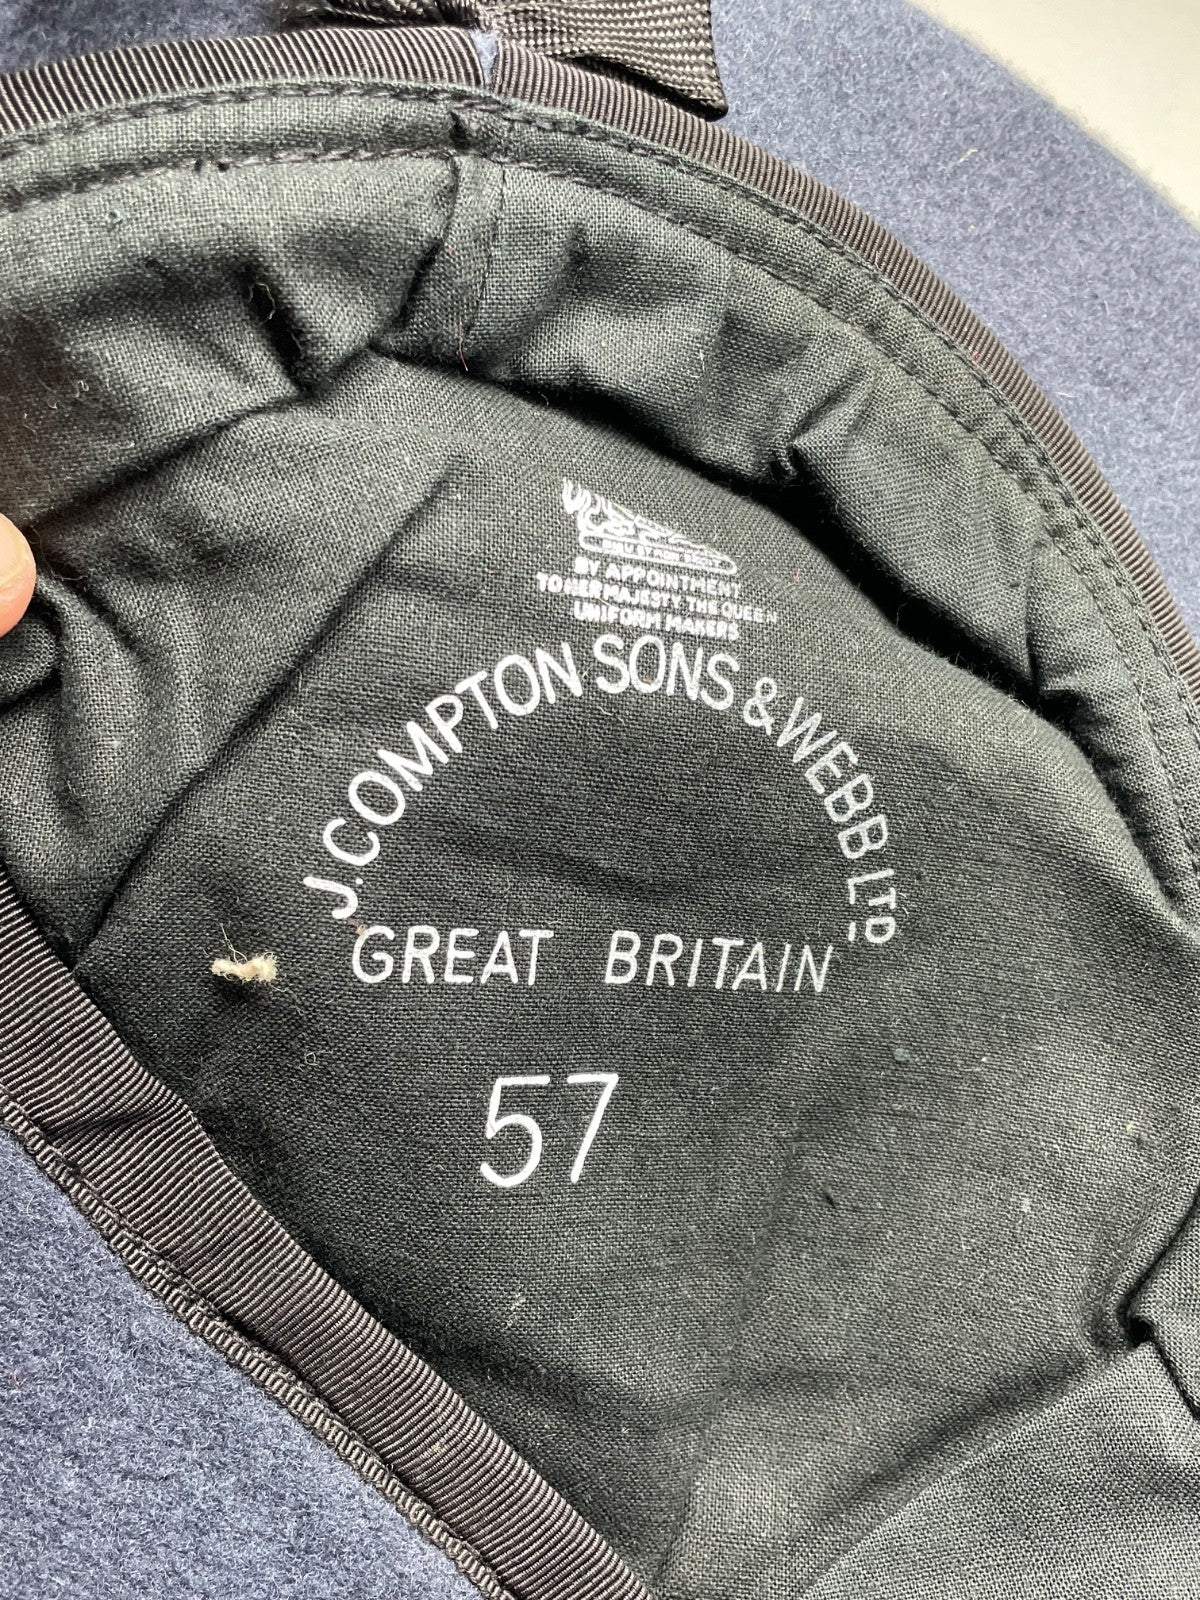 BY APPOINTMENT
TO HER MAJESTY THE QUEEN
UNIFORM MAKERS
J. COMPTON SONS & WEBB LTD.
GREAT BRITAIN
57